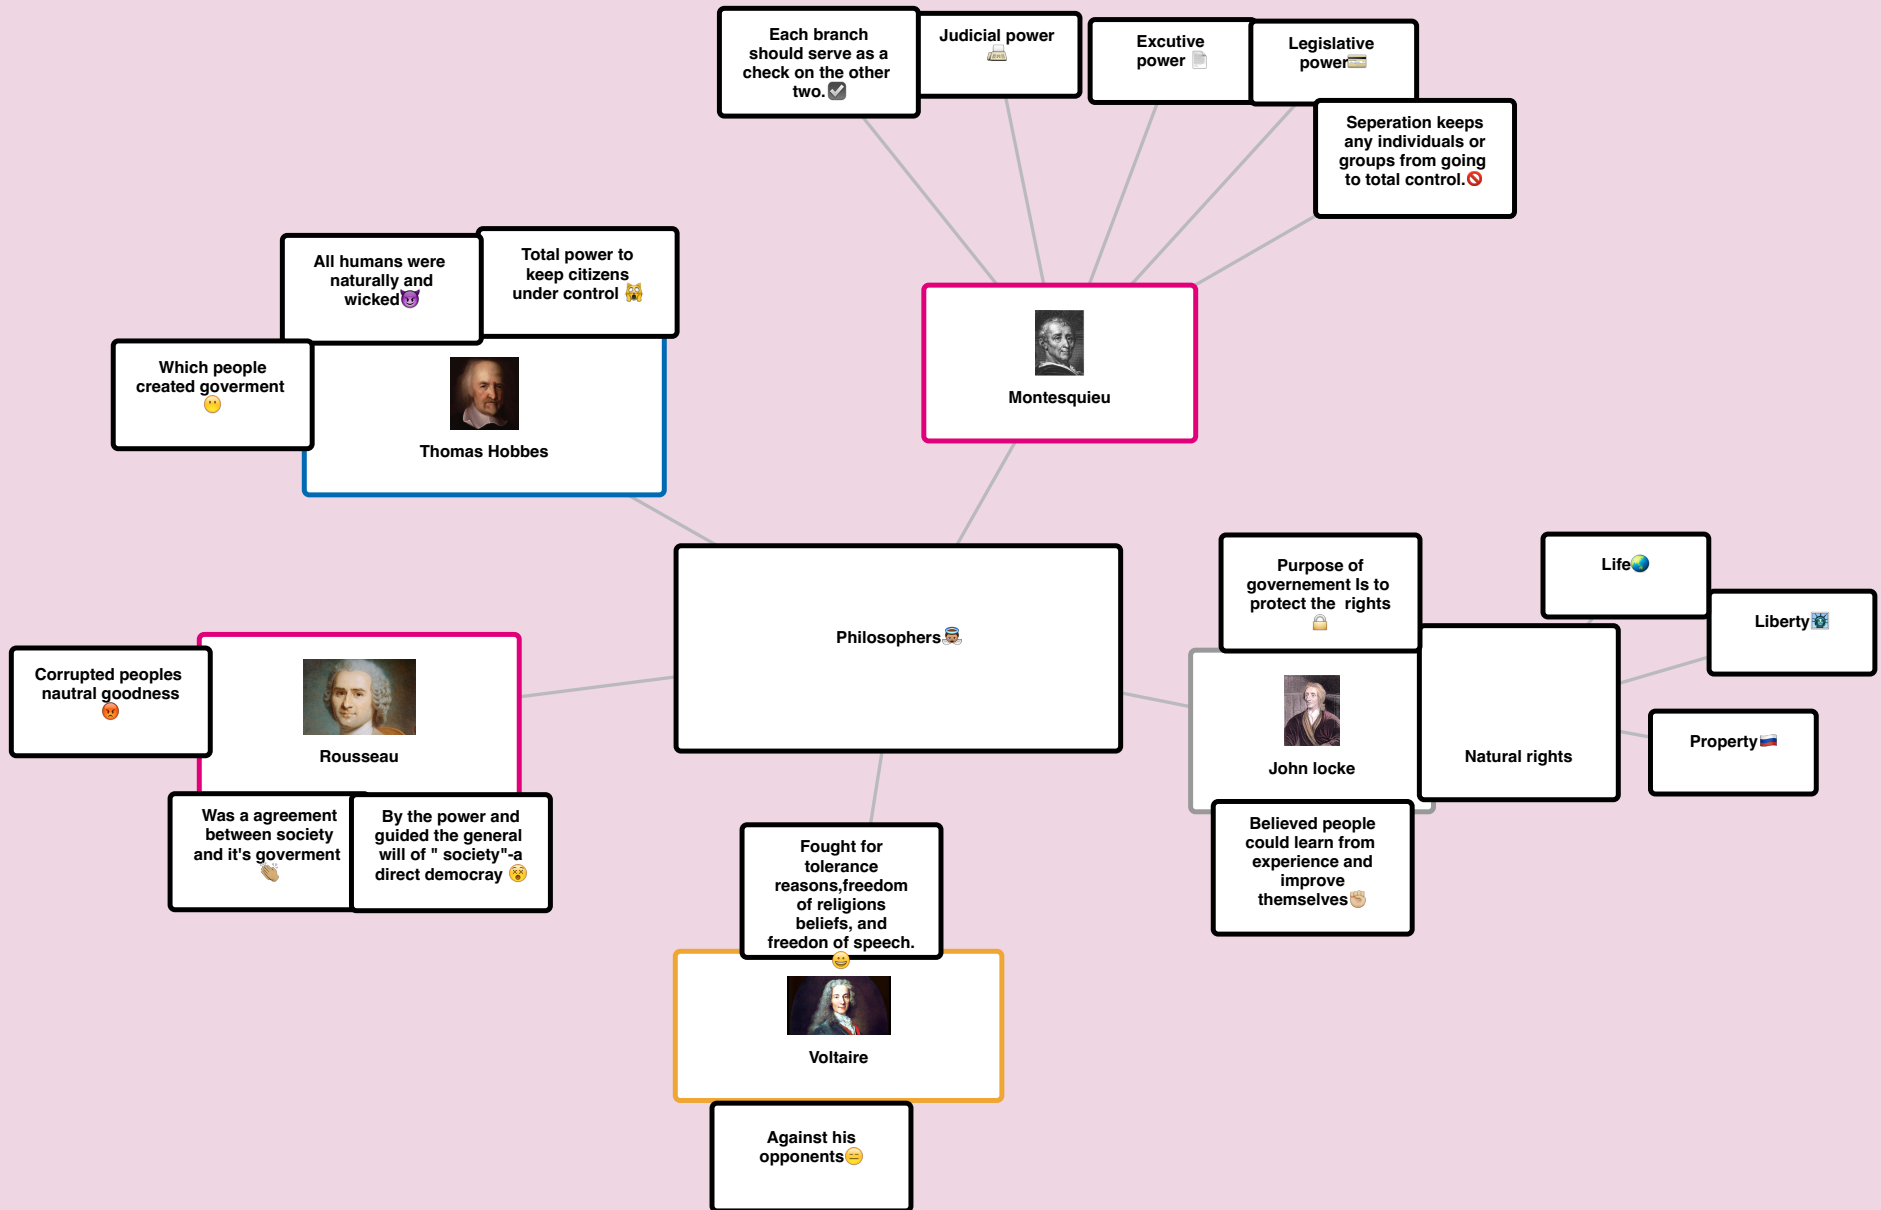 Each branch
should serve as a
check on the other
two.☑
Judicial power
📠
Excutive
power 📄
Legislative
power💳
Seperation keeps
any individuals or
groups from going
to total control.🚫
All humans were
naturally and
wicked😈
Total power to
keep citizens
under control 🙀
Which people
created goverment
😶
Thomas Hobbes
Montesquieu
Philosophers👼🏽
Purpose of
governement Is to
protect the  rights
🔒
Life🌏
Liberty🗽
Property🇷🇺
Natural rights
John locke
Believed people
could learn from
experience and
improve
themselves✊🏼
Corrupted peoples
nautral goodness
😡
Rousseau
Was a agreement
between society
and it's goverment
👏🏽
By the power and
guided the general
will of " society"-a
direct democray 😵
Fought for
tolerance
reasons,freedom
of religions
beliefs, and
freedon of speech.
😀
Voltaire
Against his
opponents😑